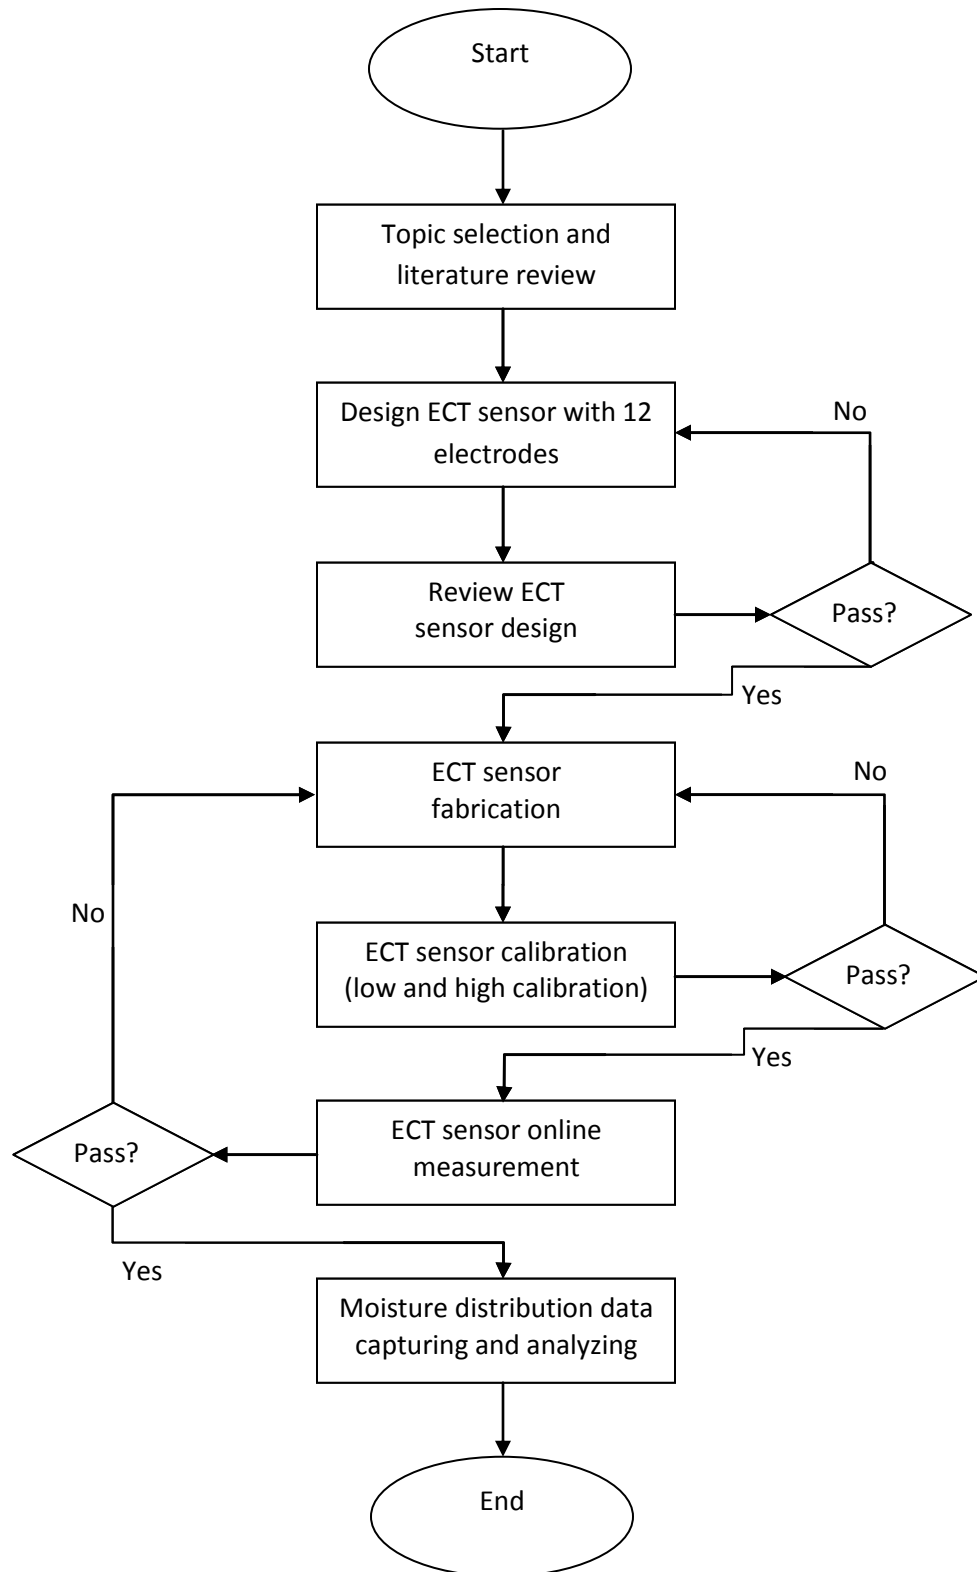 Start
Topic selection and
literature review
Design ECT sensor with 12
electrodes
No
Review ECT
sensor design
Pass?
Yes
ECT sensor
fabrication
No
No
ECT sensor calibration
(low and high calibration)
Pass?
Yes
ECT sensor online
measurement
Pass?
Yes
Moisture distribution data
capturing and analyzing
End